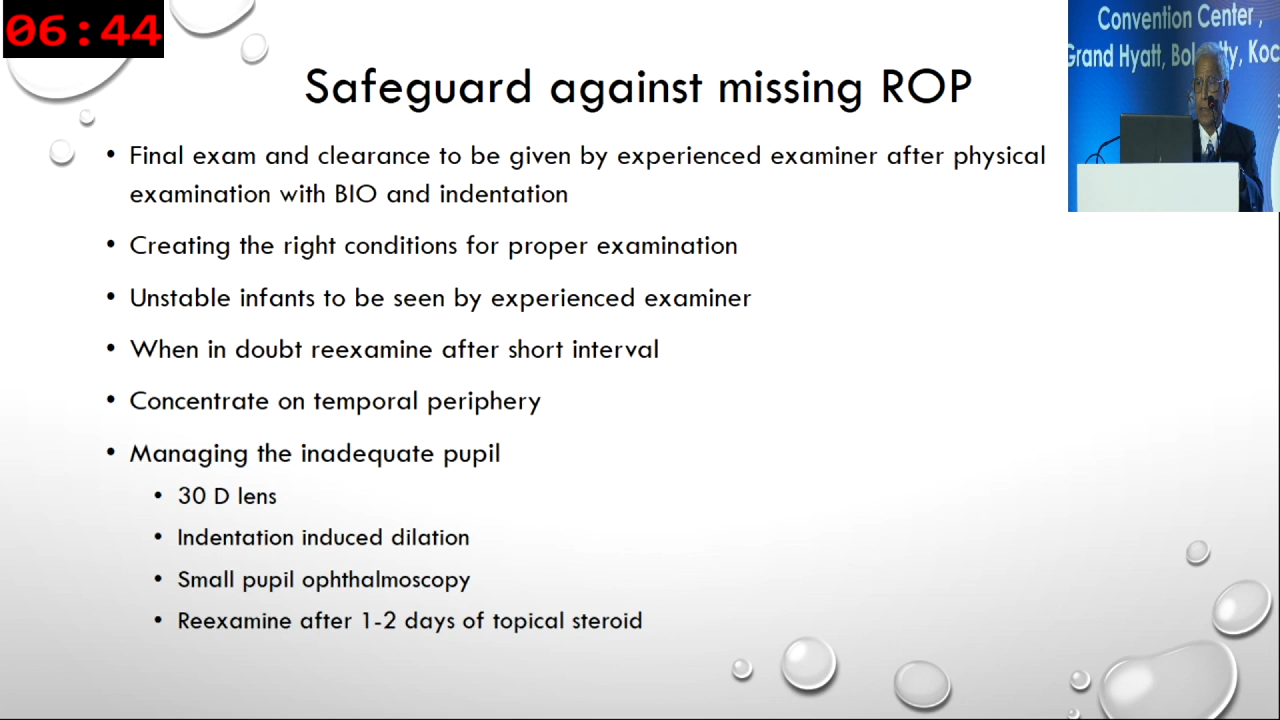 06:44
Convention Center ,
Grand Hyatt, Bol
ty, Koc
Safeguard against missing ROP
• Final exam and clearance to be given by experienced examiner after physical
examination with BIO and indentation
• Creating the right conditions for proper examination
• Unstable infants to be seen by experienced examiner
• When in doubt reexamine after short interval
• Concentrate on temporal periphery
• Managing the inadequate pupil
• 30 D lens
• Indentation induced dilation
• Small pupil ophthalmoscopy
• Reexamine after 1-2 days of topical steroid